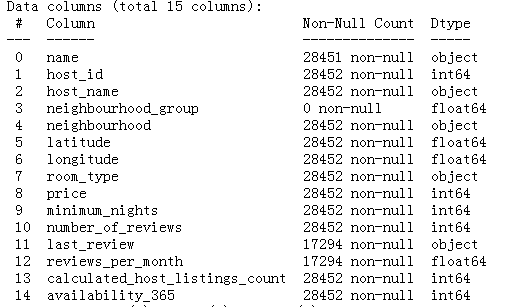 Data columns (total 15 columns):
#   Column                          Non-Null Count  Dtype
---  ------                          --------------  -----
0   name                            28451 non-null  object
1   host_id                         28452 non-null  int64
2   host_name                       28452 non-null  object
3   neighbourhood_group             0 non-null      float64
4   neighbourhood                   28452 non-null  object
5   latitude                        28452 non-null  float64
6   longitude                       28452 non-null  float64
7   room_type                       28452 non-null  object
8   price                           28452 non-null  int64
9   minimum_nights                  28452 non-null  int64
10  number_of_reviews               28452 non-null  int64
11  last_review                     17294 non-null  object
12  reviews_per_month               17294 non-null  float64
13  calculated_host_listings_count  28452 non-null  int64
14  availability_365                28452 non-null  int64